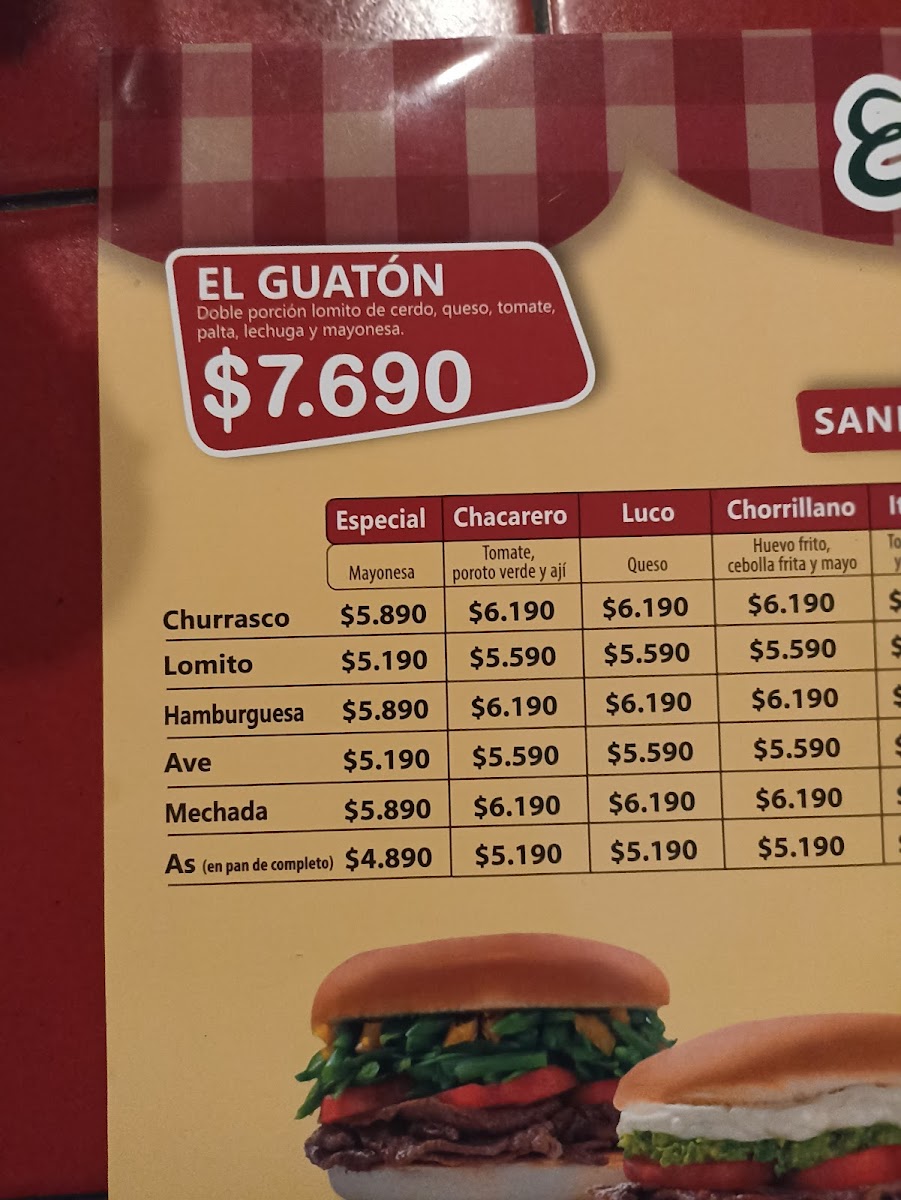 EL GUATÓN
Doble porción lomito de cerdo, queso, tomate,
palta, lechuga y mayonesa.
$7.690
Especial Chacarero Luco Chorrillano
Mayonesa Tomate, poroto verde y ají Queso Huevo frito, cebolla frita y mayo
Churrasco $5.890 $6.190 $6.190 $6.190
Lomito $5.190 $5.590 $5.590 $5.590
Hamburguesa $5.890 $6.190 $6.190 $6.190
Ave $5.190 $5.590 $5.590 $5.590
Mechada $5.890 $6.190 $6.190 $6.190
As (en pan de completo) $4.890 $5.190 $5.190 $5.190